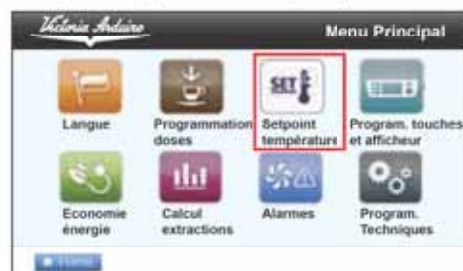 Victoria Arduino
Menu Principal
SET
Langue
Programmation doses
Setpoint température
Program. touches et afficheur
Economie énergie
Calcul extractions
Alarmes
Program. Techniques
Home